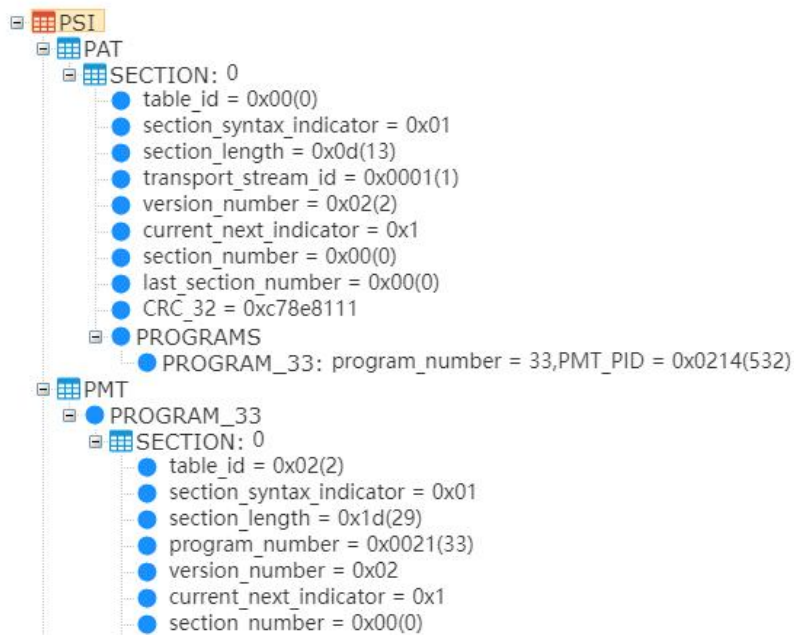 PSI
PAT
SECTION: 0
table_id = 0x00(0)
section_syntax_indicator = 0x01
section_length = 0x0d(13)
transport_stream_id = 0x0001(1)
version_number = 0x02(2)
current_next_indicator = 0x1
section_number = 0x00(0)
last_section_number = 0x00(0)
CRC_32 = 0xc78e8111
PROGRAMS
PROGRAM_33: program_number = 33,PMT_PID = 0x0214(532)
PMT
PROGRAM_33
SECTION: 0
table_id = 0x02(2)
section_syntax_indicator = 0x01
section_length = 0x1d(29)
program_number = 0x0021(33)
version_number = 0x02
current_next_indicator = 0x1
section_number = 0x00(0)